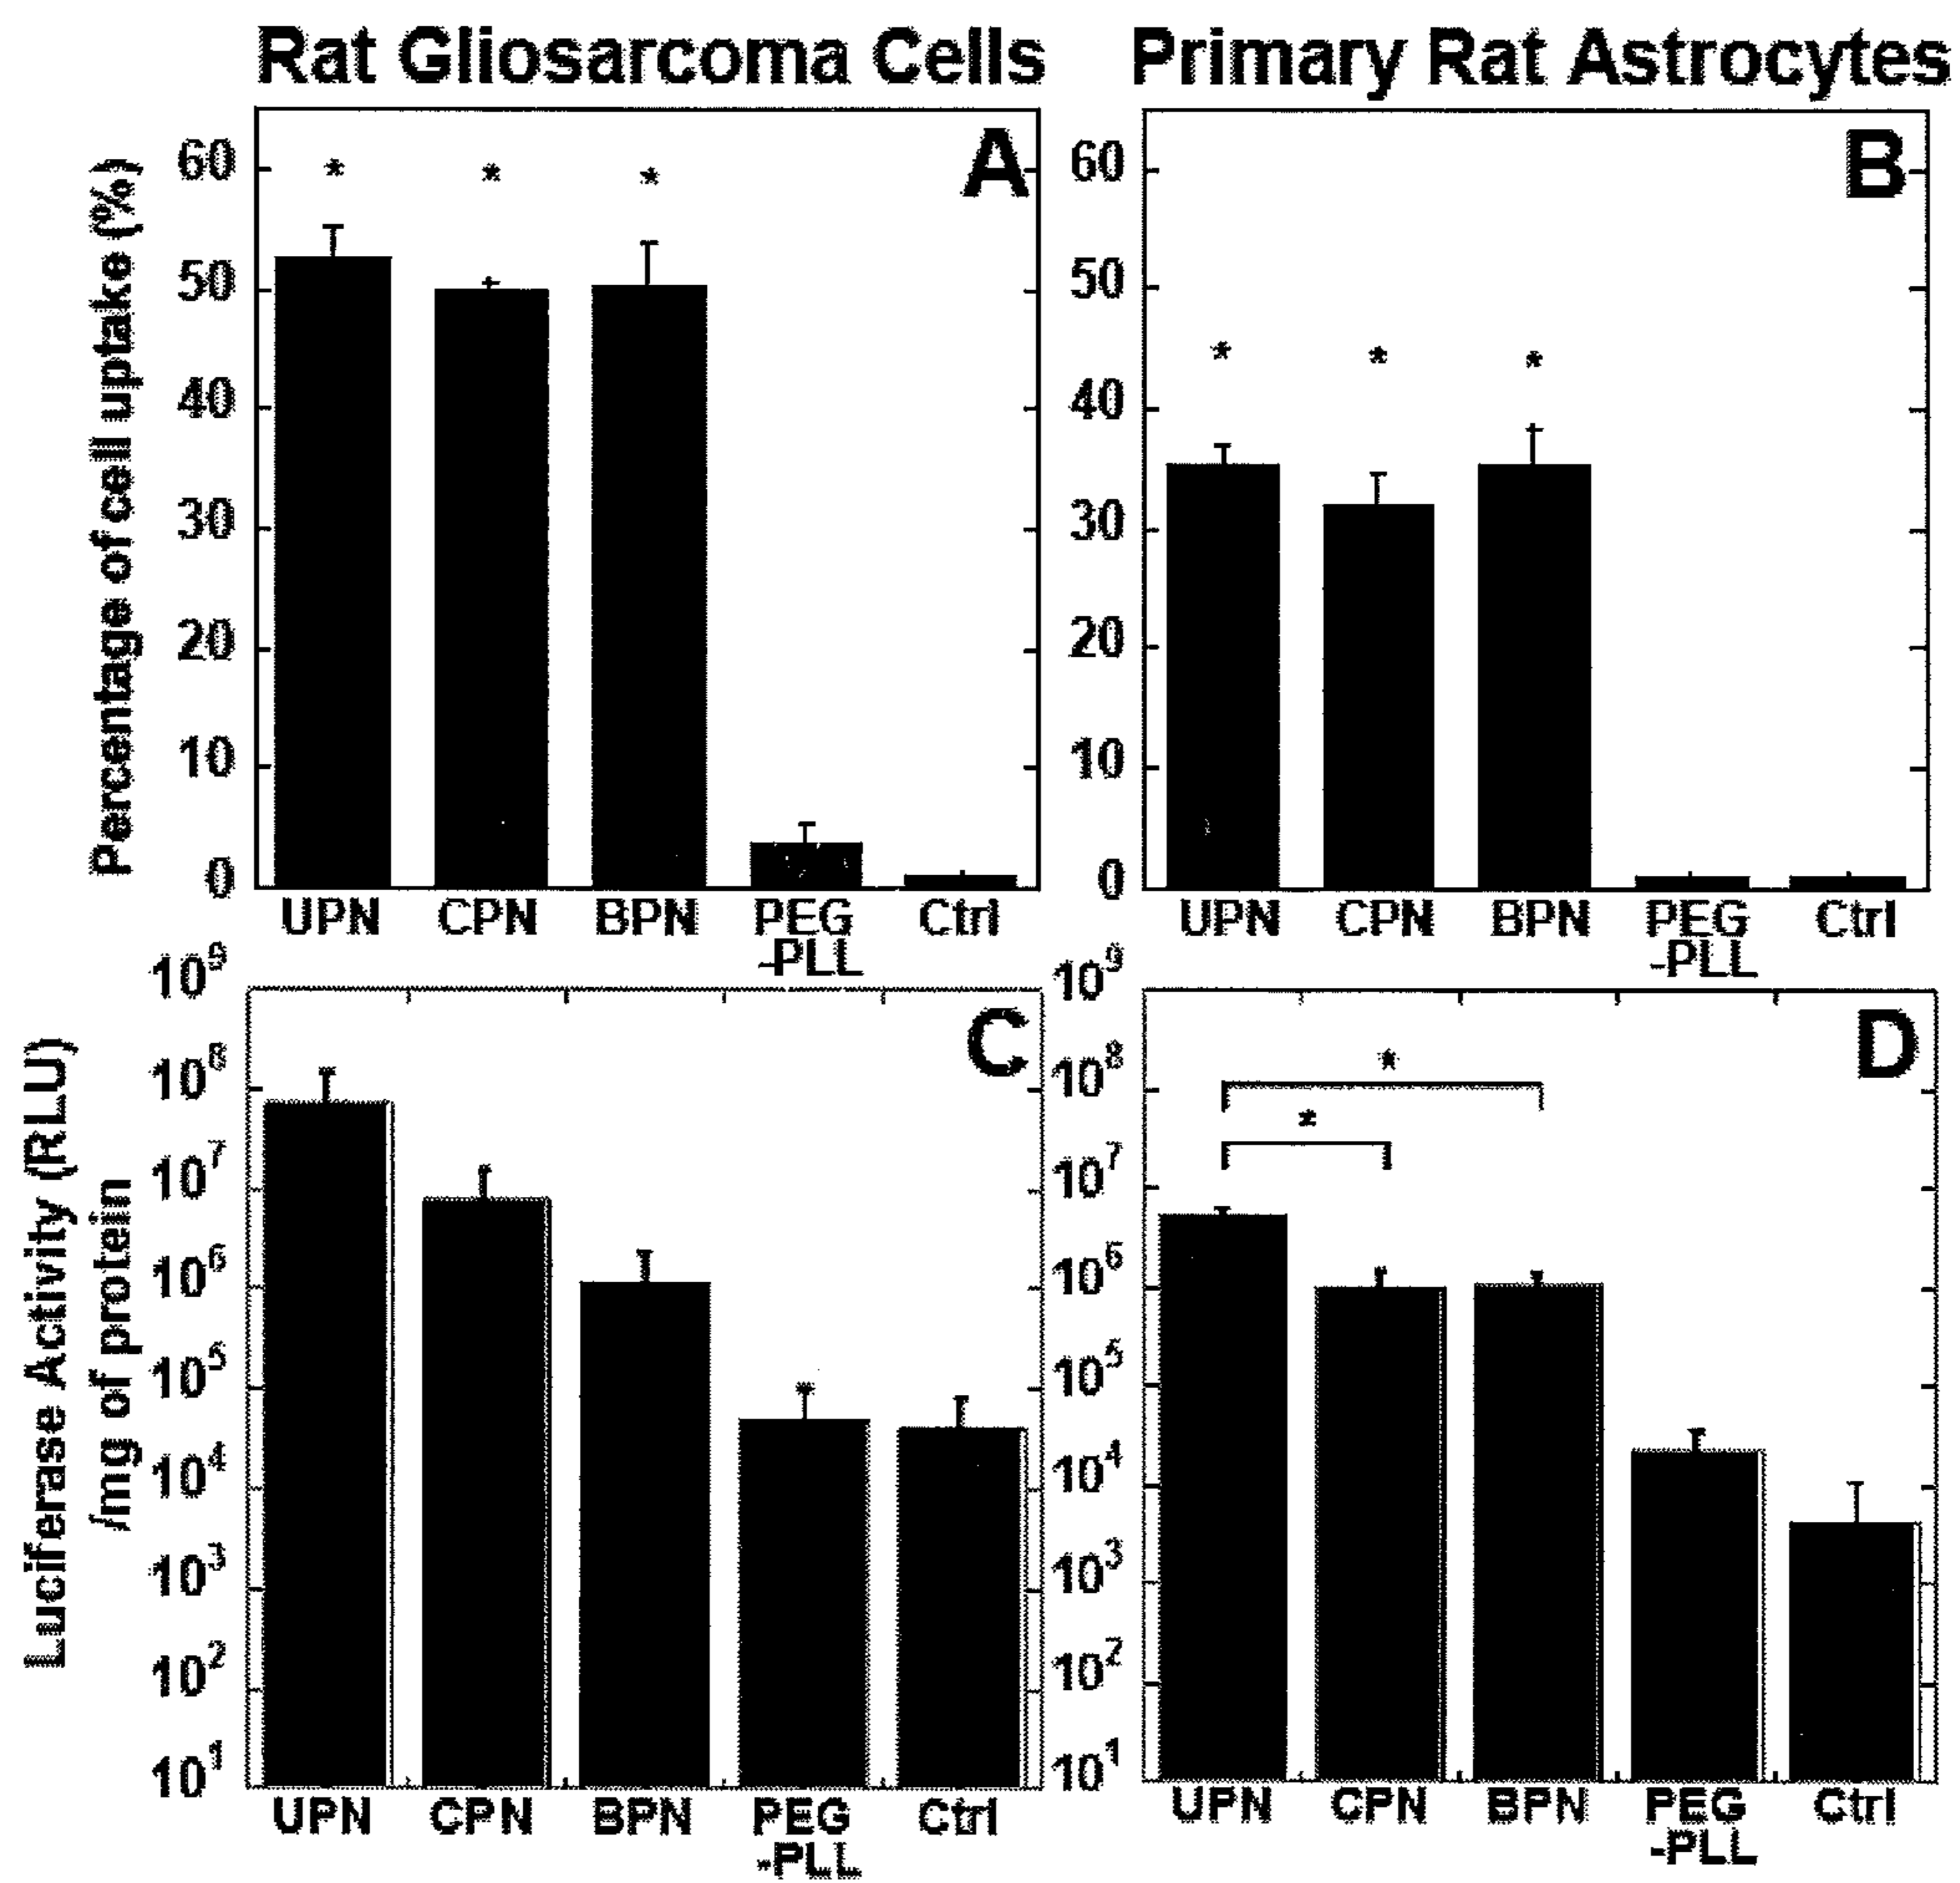 Rat Gliosarcoma Cells
Primary Rat Astrocytes
Percentage of cell uptake (%)
A
60
50
40
30
20
10
0
* * *
UPN CPN BPN PEG -PLL Ctrl
B
60
50
40
30
20
10
0
* * *
UPN CPN BPN PEG -PLL Ctrl
Luciferase Activity (RLU)
/mg of protein
C
10⁹
10⁸
10⁷
10⁶
10⁵
10⁴
10³
10²
10¹
UPN CPN BPN PEG -PLL Ctrl
D
10⁹
10⁸
10⁷
10⁶
10⁵
10⁴
10³
10²
10¹
*
*
UPN CPN BPN PEG -PLL Ctrl